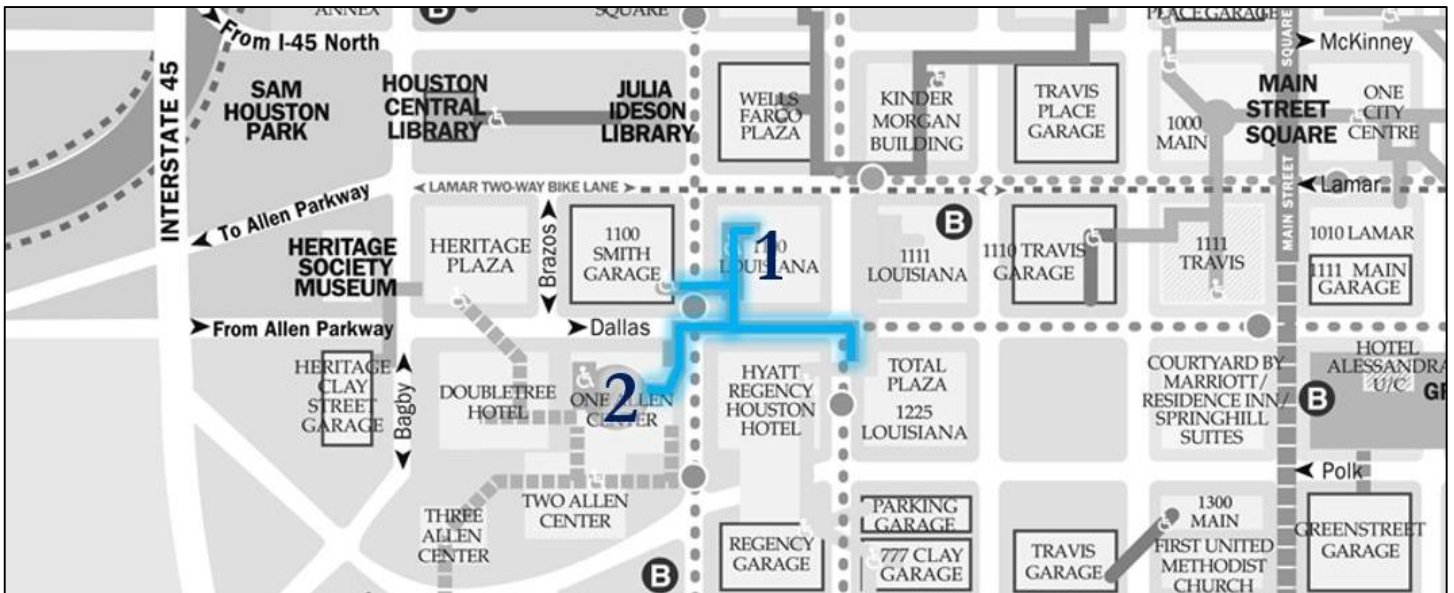 ANNEX
B
SQUARE
PLACE GARAGE
SQUARE
From I-45 North
McKinney
INTERSTATE 45
SAM
HOUSTON
PARK
HOUSTON
CENTRAL
LIBRARY
JULIA
IDESON
LIBRARY
WELLS
FARGO
PLAZA
KINDER
MORGAN
BUILDING
TRAVIS
PLACE
GARAGE
1000
MAIN
MAIN
STREET
SQUARE
ONE
CITY
CENTRE
LAMAR TWO-WAY BIKE LANE
Lamar
MAIN STREET
To Allen Parkway
HERITAGE
SOCIETY
MUSEUM
HERITAGE
PLAZA
Brazos
1100
SMITH
GARAGE
1
LOUISIANA
1111
LOUISIANA
B
1110 TRAVIS
GARAGE
1111
TRAVIS
1010 LAMAR
1111 MAIN
GARAGE
From Allen Parkway
Dallas
HERITAGE
CLAY
STREET
GARAGE
Bagby
DOUBLETREE
HOTEL
2
ONE ALLEN
CENTER
HYATT
REGENCY
HOUSTON
HOTEL
TOTAL
PLAZA
1225
LOUISIANA
COURTYARD BY
MARRIOTT/
RESIDENCE INN/
SPRINGHILL
SUITES
B
HOTEL
ALESSANDRA
U/C
Polk
THREE
ALLEN
CENTER
TWO ALLEN
CENTER
B
REGENCY
GARAGE
PARKING
GARAGE
777 CLAY
GARAGE
TRAVIS
GARAGE
1300
MAIN
FIRST UNITED
METHODIST
CHURCH
GREENSTREET
GARAGE